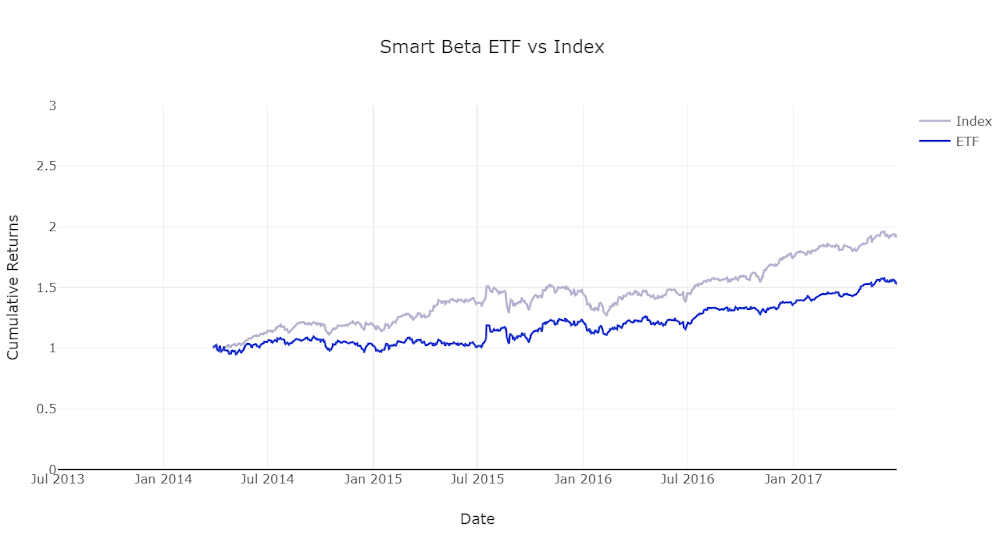 Smart Beta ETF vs Index
Index
ETF
Cumulative Returns
3
2.5
2
1.5
1
0.5
0
Jul 2013 Jan 2014 Jul 2014 Jan 2015 Jul 2015 Jan 2016 Jul 2016 Jan 2017
Date